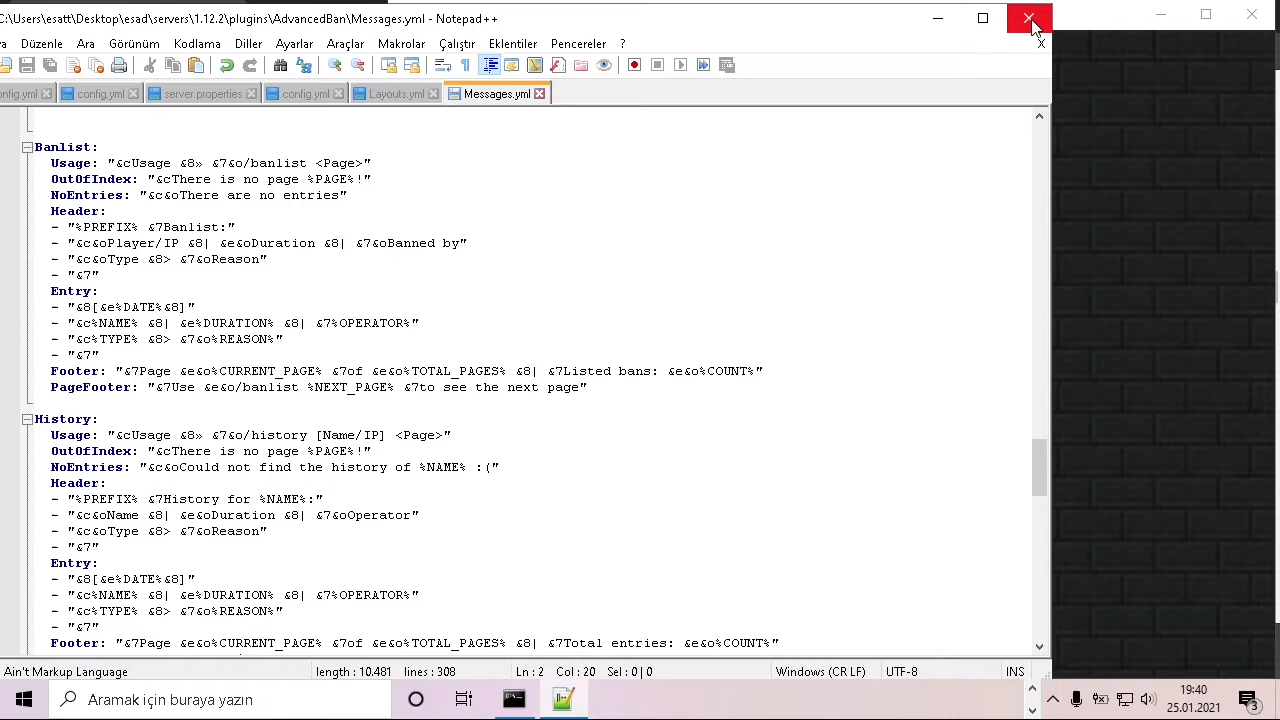 C:\Users\esatt\Desktop\esad\servers\1.12.2\plugins\AdvancedBan\Messages.yml - Notepad++
Düzenle Ara Görünüm Kodlama Diller Ayarlar Araçlar Makrolar Çalıştır Eklentiler Pencereler ? X
onfig.yml config.yml server.properties config.yml Layouts.yml Messages.yml
Banlist:
Usage: "&cUsage &8» &7&o/banlist <Page>"
OutOfIndex: "&cThere is no page %PAGE%!"
NoEntries: "&c&oThere are no entries"
Header:
- "%PREFIX% &7Banlist:"
- "&c&oPlayer/IP &8| &e&oDuration &8| &7&oBanned by"
- "&c&oType &8> &7&oReason"
- "&7"
Entry:
- "&8[&e%DATE%&8]"
- "&c%NAME% &8| &e%DURATION% &8| &7%OPERATOR%"
- "&c%TYPE% &8> &7&o%REASON%"
- "&7"
Footer: "&7Page &e&o%CURRENT_PAGE% &7of &e&o%TOTAL_PAGES% &8| &7Listed bans: &e&o%COUNT%"
PageFooter: "&7Use &e&o/banlist %NEXT_PAGE% &7to see the next page"
History:
Usage: "&cUsage &8» &7&o/history [Name/IP] <Page>"
OutOfIndex: "&cThere is no page %PAGE%!"
NoEntries: "&c&oCould not find the history of %NAME% :("
Header:
- "%PREFIX% &7History for %NAME%:"
- "&c&oName &8| &e&oDuration &8| &7&oOperator"
- "&c&oType &8> &7&oReason"
- "&7"
Entry:
- "&8[&e%DATE%&8]"
- "&c%NAME% &8| &e%DURATION% &8| &7%OPERATOR%"
- "&c%TYPE% &8> &7&o%REASON%"
- "&7"
Footer: "&7Page &e&o%CURRENT_PAGE% &7of &e&o%TOTAL_PAGES% &8| &7Total entries: &e&o%COUNT%"
Ain't Markup Language length : 10.481 lines : 309 Ln : 2 Col : 20 Sel : 0 | 0 Windows (CR LF) UTF-8 INS
Aramak için buraya yazın
19:40
25.01.2021
3